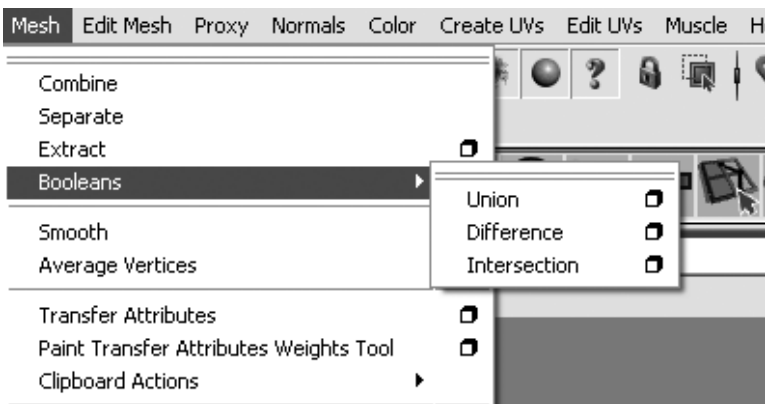 Mesh Edit Mesh Proxy Normals Color Create UVs Edit UVs Muscle
Combine
Separate
Extract
Booleans
Union
Difference
Intersection
Smooth
Average Vertices
Transfer Attributes
Paint Transfer Attributes Weights Tool
Clipboard Actions